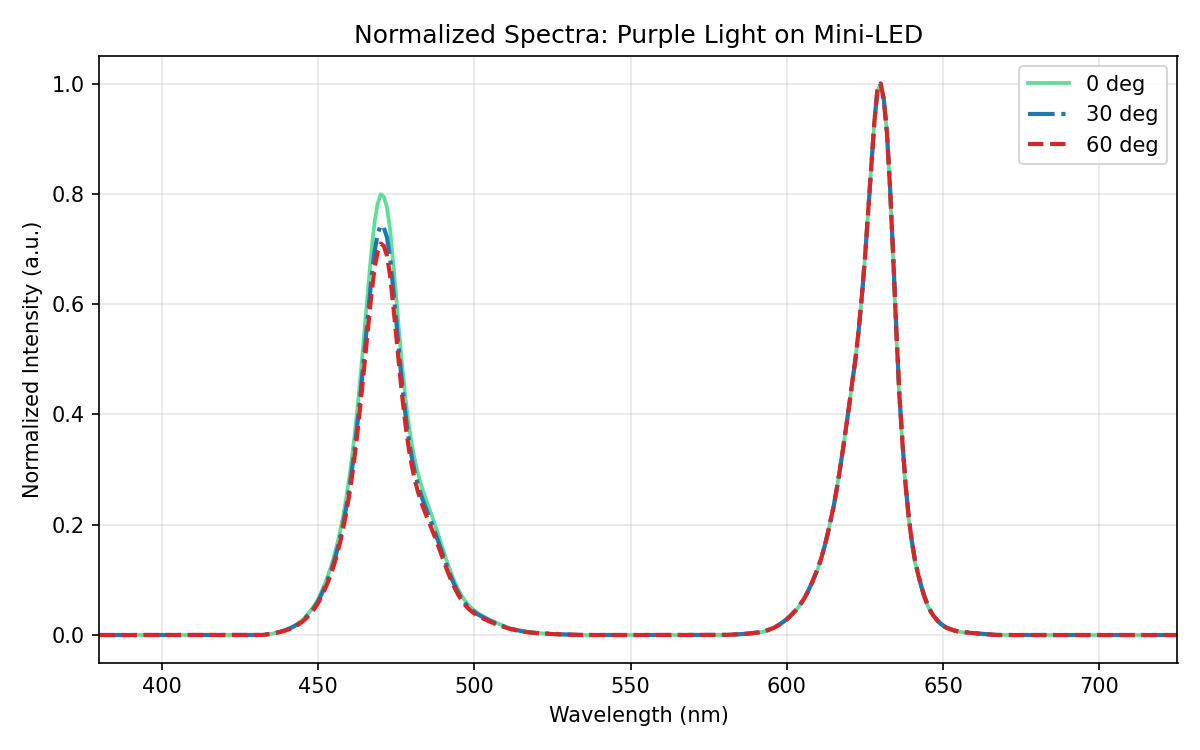 Normalized Spectra: Purple Light on Mini-LED
0 deg
30 deg
60 deg
1.0
0.8
0.6
0.4
0.2
0.0
Normalized Intensity (a.u.)
400 450 500 550 600 650 700
Wavelength (nm)